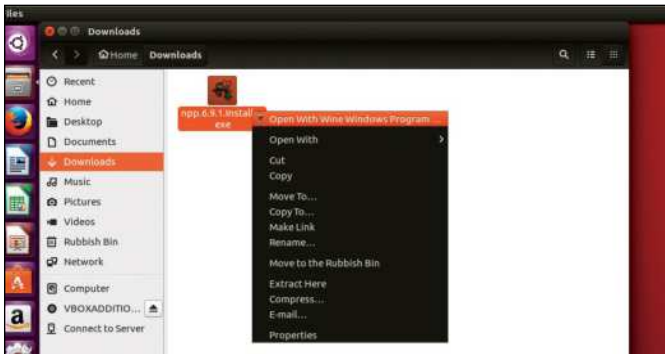 lies
Downloads
Home Downloads
Recent
Home
Desktop
Documents
Downloads
Music
Pictures
Videos
Rubbish Bin
Network
Computer
VBOXADDITIO...
Connect to Server
npp.6.9.1.Install
exe
Open With Wine Windows Program ...
Open With
Cut
Copy
Move To...
Copy To...
Make Link
Rename...
Move to the Rubbish Bin
Extract Here
Compress...
E-mail...
Properties